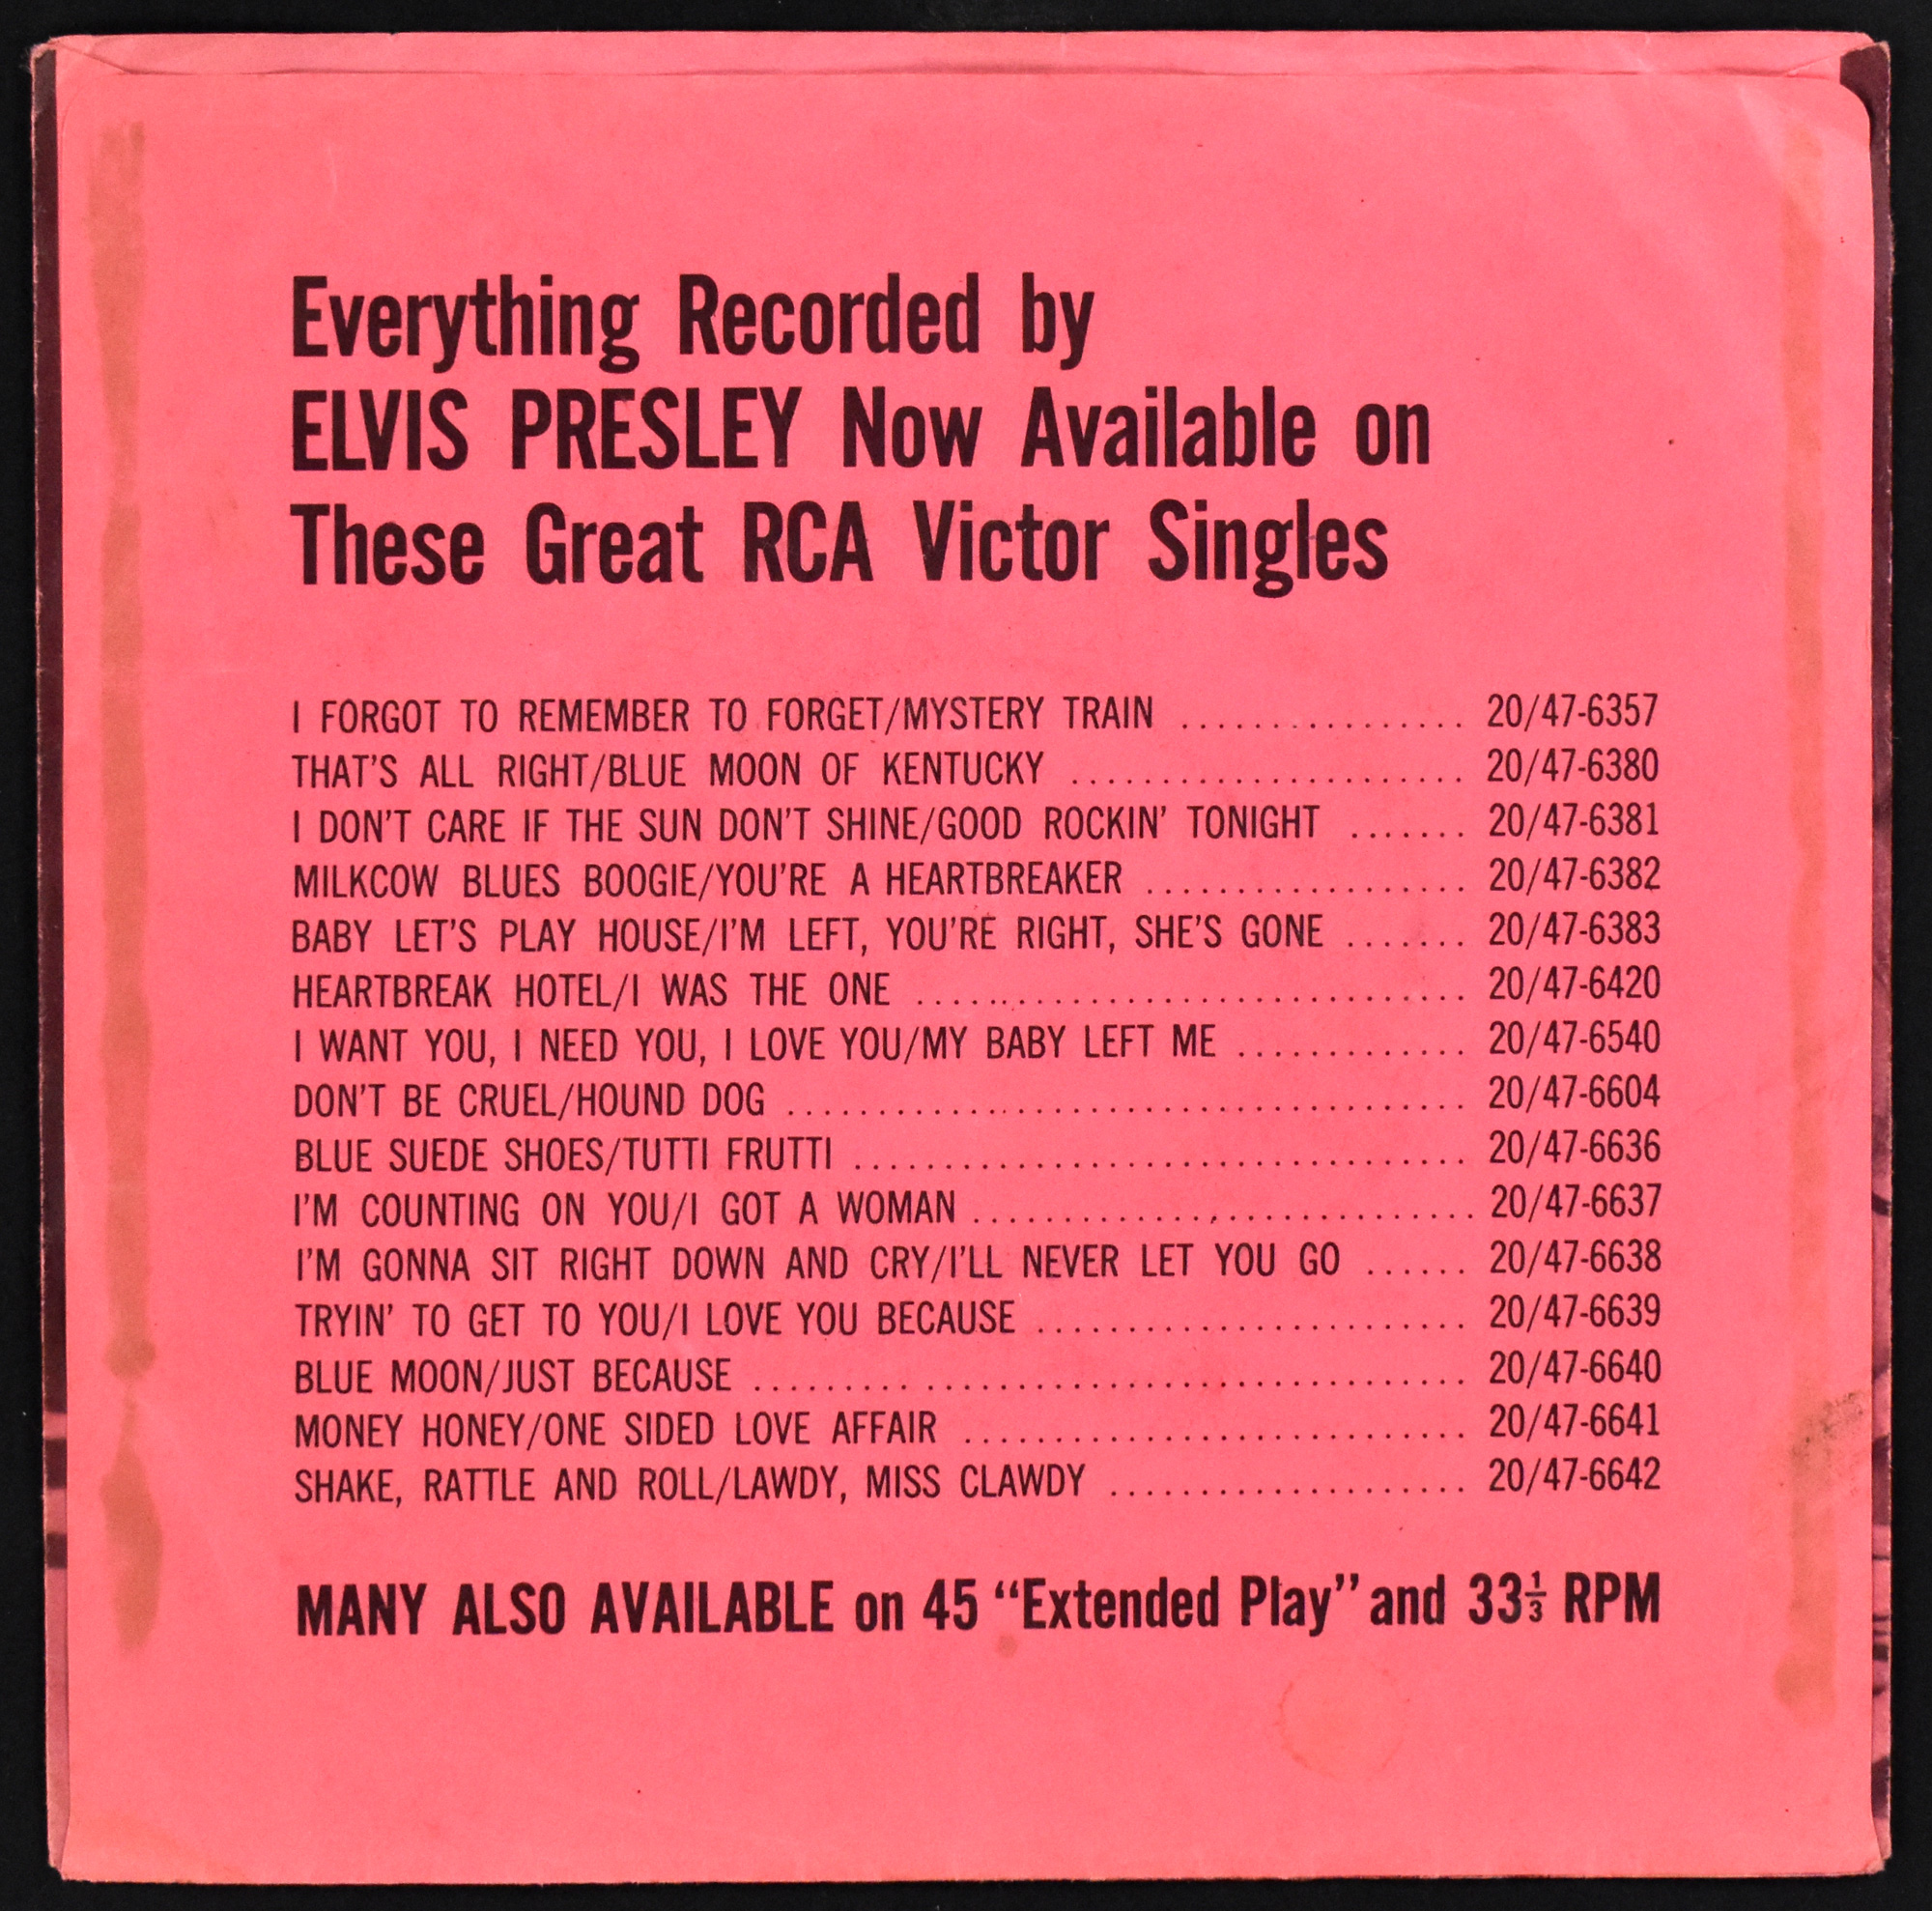 Everything Recorded by
ELVIS PRESLEY Now Available on
These Great RCA Victor Singles
I FORGOT TO REMEMBER TO FORGET/MYSTERY TRAIN ................ 20/47-6357
THAT'S ALL RIGHT/BLUE MOON OF KENTUCKY ...................... 20/47-6380
I DON'T CARE IF THE SUN DON'T SHINE/GOOD ROCKIN' TONIGHT ....... 20/47-6381
MILKCOW BLUES BOOGIE/YOU'RE A HEARTBREAKER .................. 20/47-6382
BABY LET'S PLAY HOUSE/I'M LEFT, YOU'RE RIGHT, SHE'S GONE ....... 20/47-6383
HEARTBREAK HOTEL/I WAS THE ONE ............................... 20/47-6420
I WANT YOU, I NEED YOU, I LOVE YOU/MY BABY LEFT ME ............. 20/47-6540
DON'T BE CRUEL/HOUND DOG ...................................... 20/47-6604
BLUE SUEDE SHOES/TUTTI FRUTTI .................................. 20/47-6636
I'M COUNTING ON YOU/I GOT A WOMAN ............................ 20/47-6637
I'M GONNA SIT RIGHT DOWN AND CRY/I'LL NEVER LET YOU GO ...... 20/47-6638
TRYIN' TO GET TO YOU/I LOVE YOU BECAUSE ........................ 20/47-6639
BLUE MOON/JUST BECAUSE ........................................ 20/47-6640
MONEY HONEY/ONE SIDED LOVE AFFAIR ............................ 20/47-6641
SHAKE, RATTLE AND ROLL/LAWDY, MISS CLAWDY .................... 20/47-6642
MANY ALSO AVAILABLE on 45 “Extended Play” and 33⅓ RPM